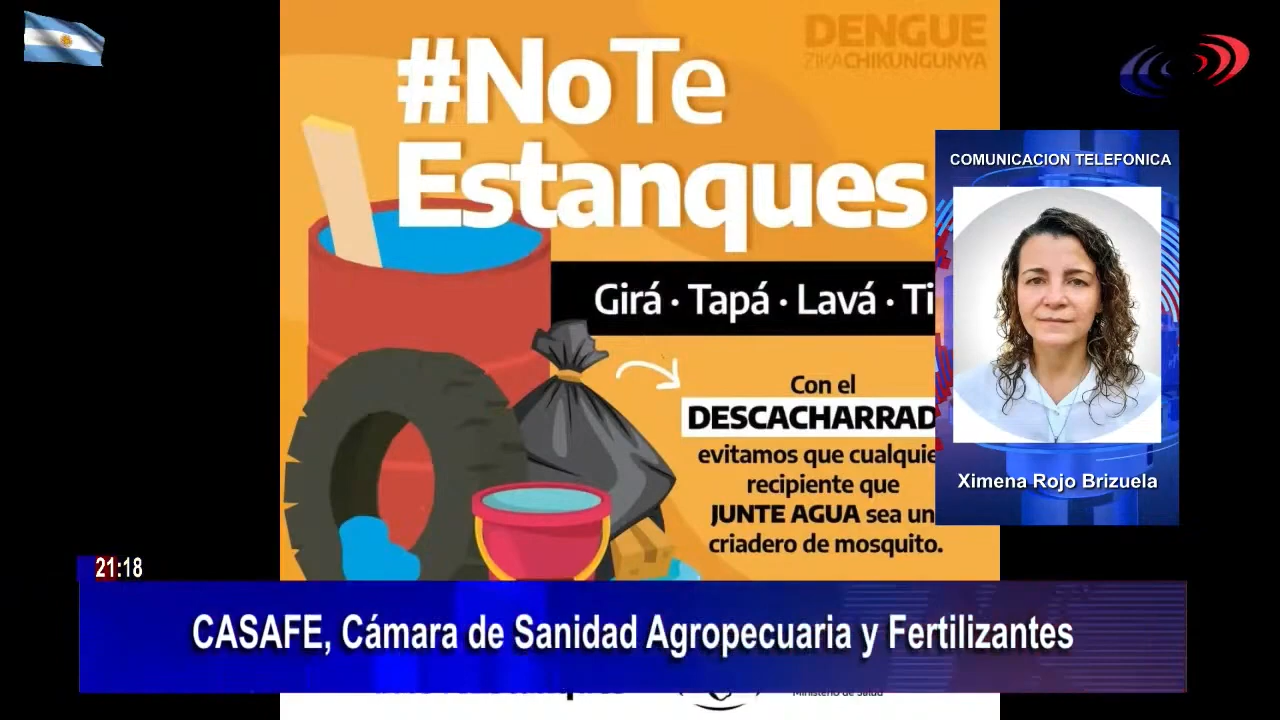 DENGUE
ZIKACHIKUNGUNYA
#NoTe
Estanques
Girá · Tapá · Lavá · Ti
Con el
DESCACHARRAD
evitamos que cualquie
recipiente que
JUNTE AGUA sea un
criadero de mosquito.
COMUNICACION TELEFONICA
Ximena Rojo Brizuela
21:18
CASAFE, Cámara de Sanidad Agropecuaria y Fertilizantes
Ministerio de Salud